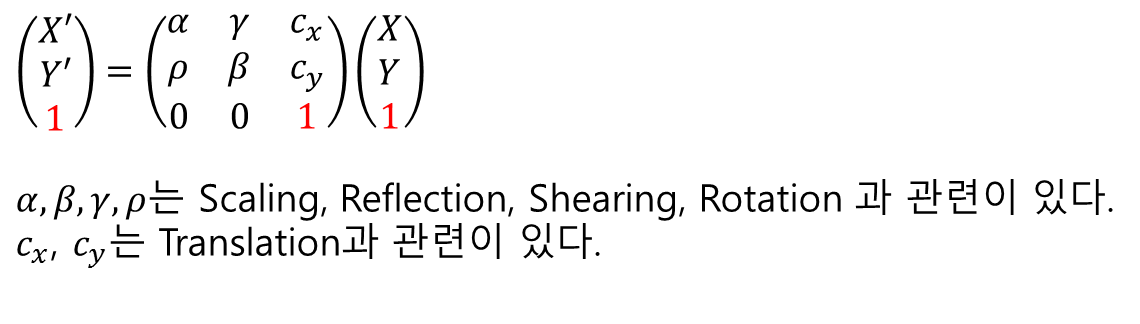 (X′ Y′ 1) = (α γ cₓ ρ β c_y 0 0 1)(X Y 1)
α, β, γ, ρ는 Scaling, Reflection, Shearing, Rotation 과 관련이 있다.
cₓ, c_y는 Translation과 관련이 있다.